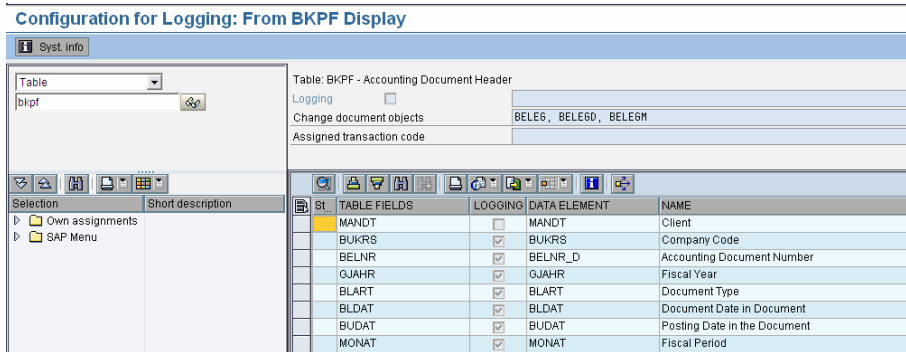 Configuration for Logging: From BKPF Display
Syst. info
Table
bkpf
Table: BKPF - Accounting Document Header
Logging
Change document objects BELEG, BELEGD, BELEGM
Assigned transaction code
Selection Short description
Own assignments
SAP Menu
St.. TABLE FIELDS LOGGING DATA ELEMENT NAME
MANDT MANDT Client
BUKRS BUKRS Company Code
BELNR BELNR_D Accounting Document Number
GJAHR GJAHR Fiscal Year
BLART BLART Document Type
BLDAT BLDAT Document Date in Document
BUDAT BUDAT Posting Date in the Document
MONAT MONAT Fiscal Period